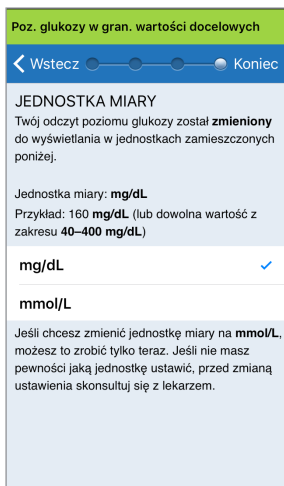 Poz. glukozy w gran. wartości docelowych
Wstecz Koniec
JEDNOSTKA MIARY
Twój odczyt poziomu glukozy został zmieniony
do wyświetlania w jednostkach zamieszczonych
poniżej.
Jednostka miary: mg/dL
Przykład: 160 mg/dL (lub dowolna wartość z
zakresu 40–400 mg/dL)
mg/dL
mmol/L
Jeśli chcesz zmienić jednostkę miary na mmol/L,
możesz to zrobić tylko teraz. Jeśli nie masz
pewności jaką jednostkę ustawić, przed zmianą
ustawienia skonsultuj się z lekarzem.